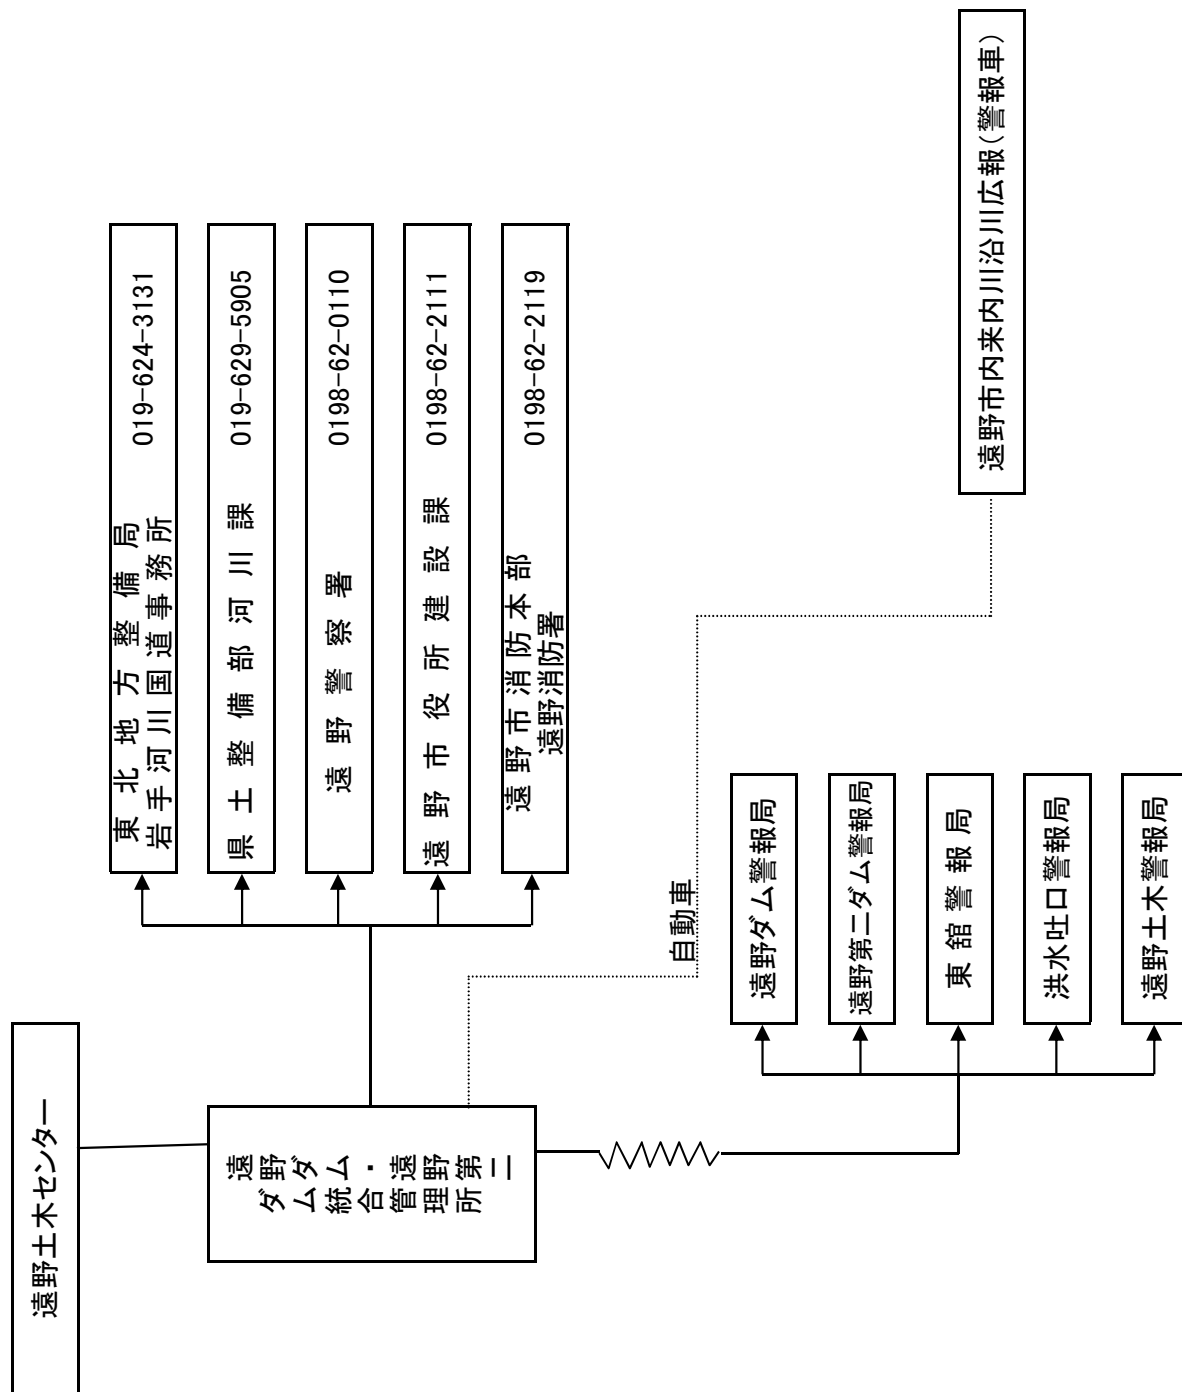 遠野土木センター
遠野ダム・遠野第二
ダム統合管理所
東北地方整備局
岩手河川国道事務所
019-624-3131
県土整備部河川課
019-629-5905
遠野警察署
0198-62-0110
遠野市役所建設課
0198-62-2111
遠野市消防本部
遠野消防署
0198-62-2119
自動車
遠野市内来内川沿川広報(警報車)
遠野ダム警報局
遠野第二ダム警報局
東舘警報局
洪水吐口警報局
遠野土木警報局